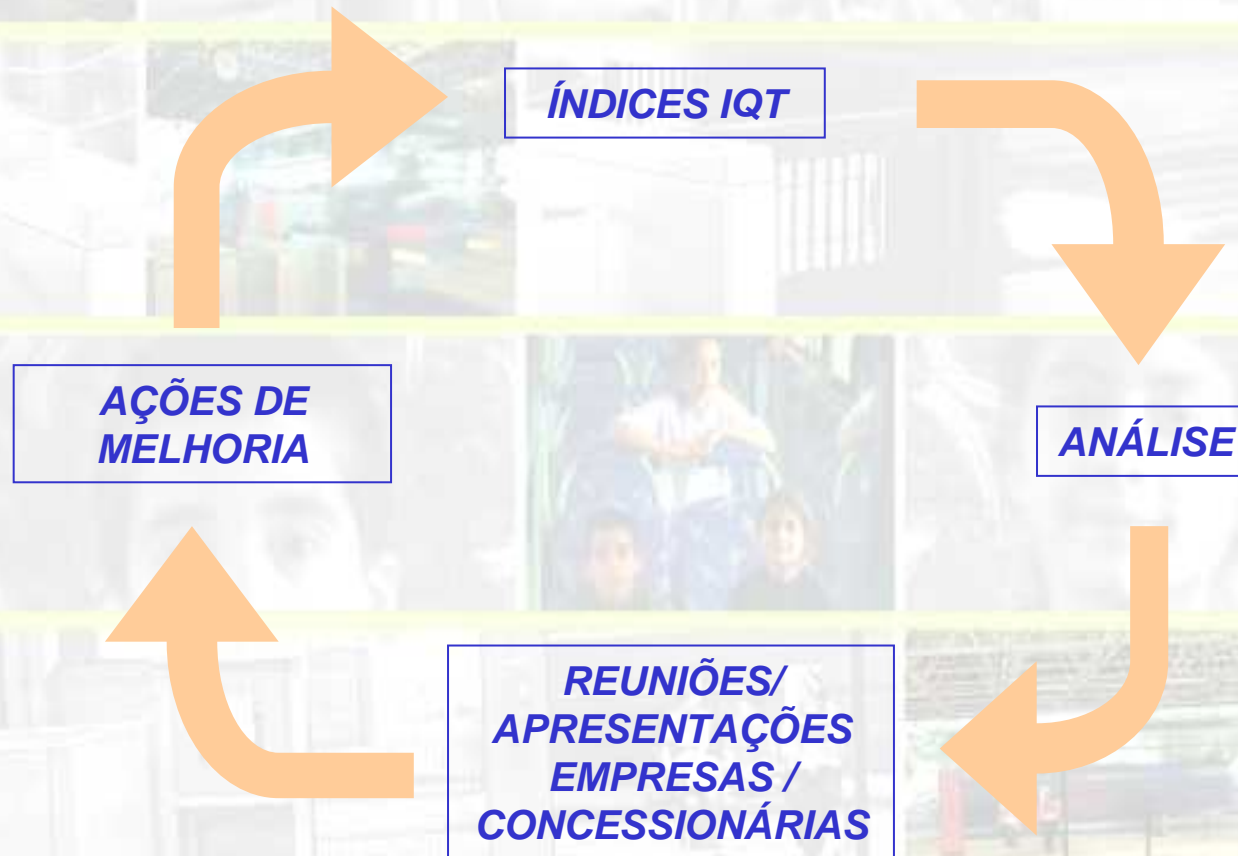 ÍNDICES IQT
AÇÕES DE
MELHORIA
ANÁLISE
REUNIÕES/
APRESENTAÇÕES
EMPRESAS /
CONCESSIONÁRIAS